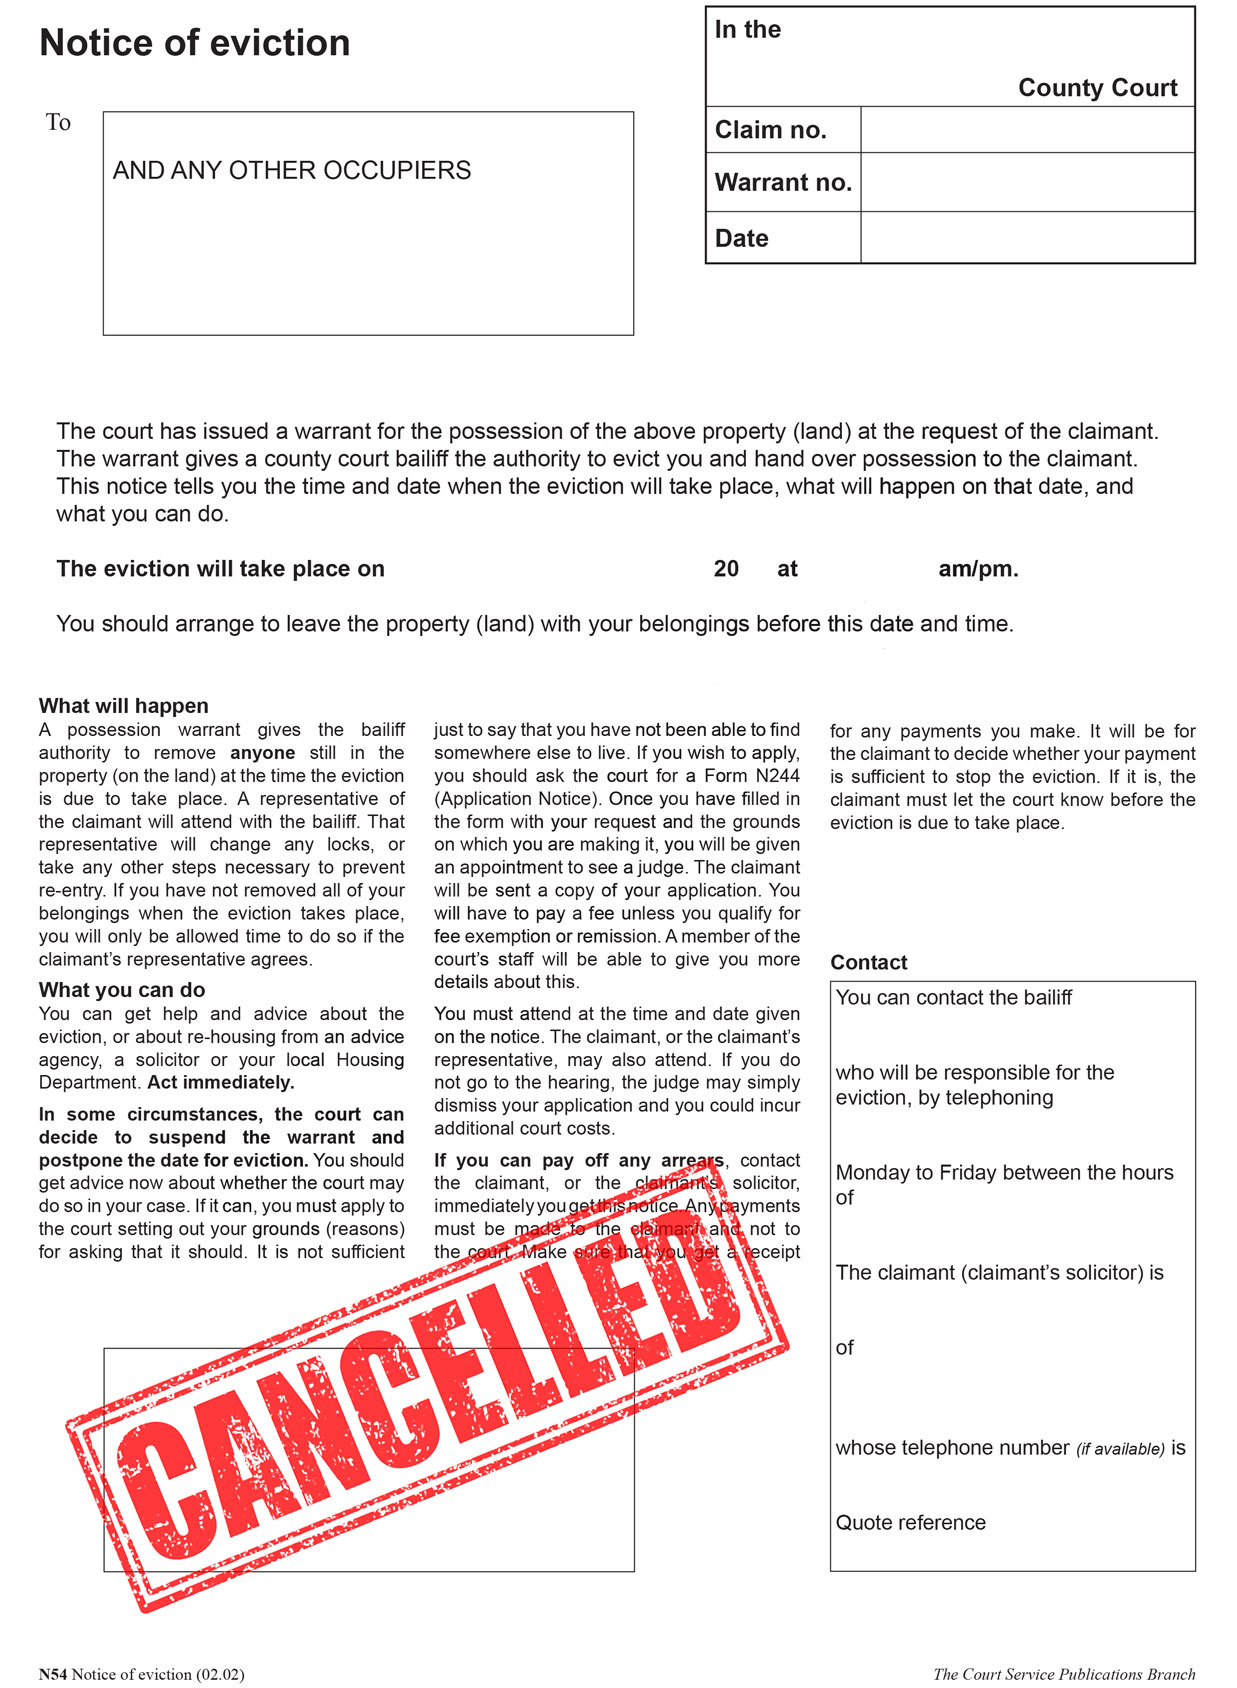 Notice of eviction
In the
County Court
Claim no.
Warrant no.
Date
To
AND ANY OTHER OCCUPIERS
The court has issued a warrant for the possession of the above property (land) at the request of the claimant.
The warrant gives a county court bailiff the authority to evict you and hand over possession to the claimant.
This notice tells you the time and date when the eviction will take place, what will happen on that date, and
what you can do.
The eviction will take place on 20 at am/pm.
You should arrange to leave the property (land) with your belongings before this date and time.
What will happen
A possession warrant gives the bailiff
authority to remove anyone still in the
property (on the land) at the time the eviction
is due to take place. A representative of
the claimant will attend with the bailiff. That
representative will change any locks, or
take any other steps necessary to prevent
re-entry. If you have not removed all of your
belongings when the eviction takes place,
you will only be allowed time to do so if the
claimant's representative agrees.
What you can do
You can get help and advice about the
eviction, or about re-housing from an advice
agency, a solicitor or your local Housing
Department. Act immediately.
In some circumstances, the court can
decide to suspend the warrant and
postpone the date for eviction. You should
get advice now about whether the court may
do so in your case. If it can, you must apply to
the court setting out your grounds (reasons)
for asking that it should. It is not sufficient
just to say that you have not been able to find
somewhere else to live. If you wish to apply,
you should ask the court for a Form N244
(Application Notice). Once you have filled in
the form with your request and the grounds
on which you are making it, you will be given
an appointment to see a judge. The claimant
will be sent a copy of your application. You
will have to pay a fee unless you qualify for
fee exemption or remission. A member of the
court's staff will be able to give you more
details about this.
You must attend at the time and date given
on the notice. The claimant, or the claimant's
representative, may also attend. If you do
not go to the hearing, the judge may simply
dismiss your application and you could incur
additional court costs.
If you can pay off any arrears, contact
the claimant, or the claimant's solicitor,
immediately you get this notice. Any payments
must be made to the claimant and not to
the court. Make sure that you get a receipt
for any payments you make. It will be for
the claimant to decide whether your payment
is sufficient to stop the eviction. If it is, the
claimant must let the court know before the
eviction is due to take place.
Contact
You can contact the bailiff
who will be responsible for the
eviction, by telephoning
Monday to Friday between the hours
of
The claimant (claimant's solicitor) is
of
whose telephone number (if available) is
Quote reference
CANCELLED
N54 Notice of eviction (02.02)
The Court Service Publications Branch